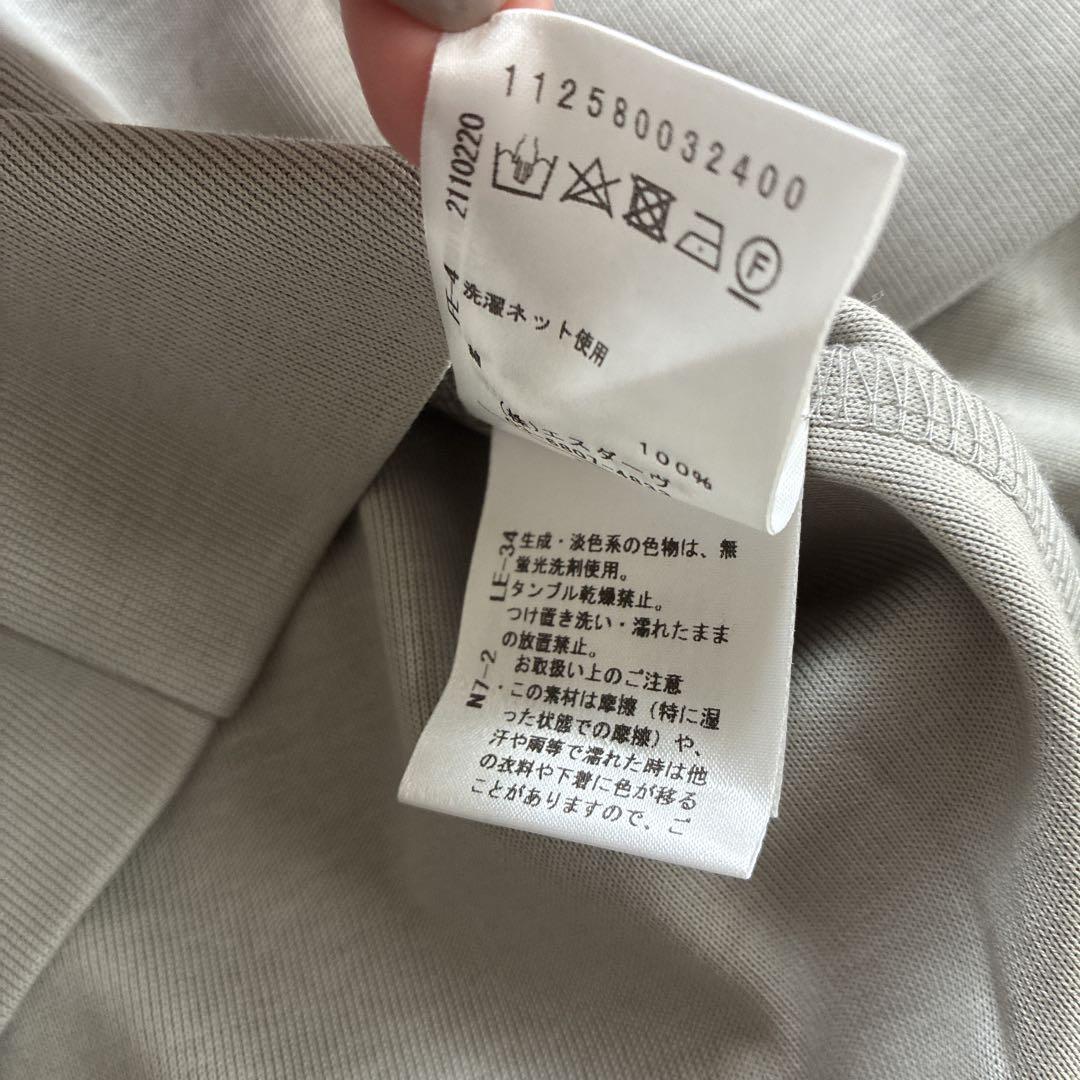 112580032400
2110220
F
洗濯ネット使用
100%
(株)エスターヴ
LE-34
N7-2
生成・淡色系の色物は、無
蛍光洗剤使用。
タンブル乾燥禁止。
つけ置き洗い・濡れたまま
の放置禁止。
お取扱い上のご注意
・この素材は摩擦(特に湿
った状態での摩擦)や、
汗や雨等で濡れた時は他
の衣料や下着に色が移る
ことがありますので、ご